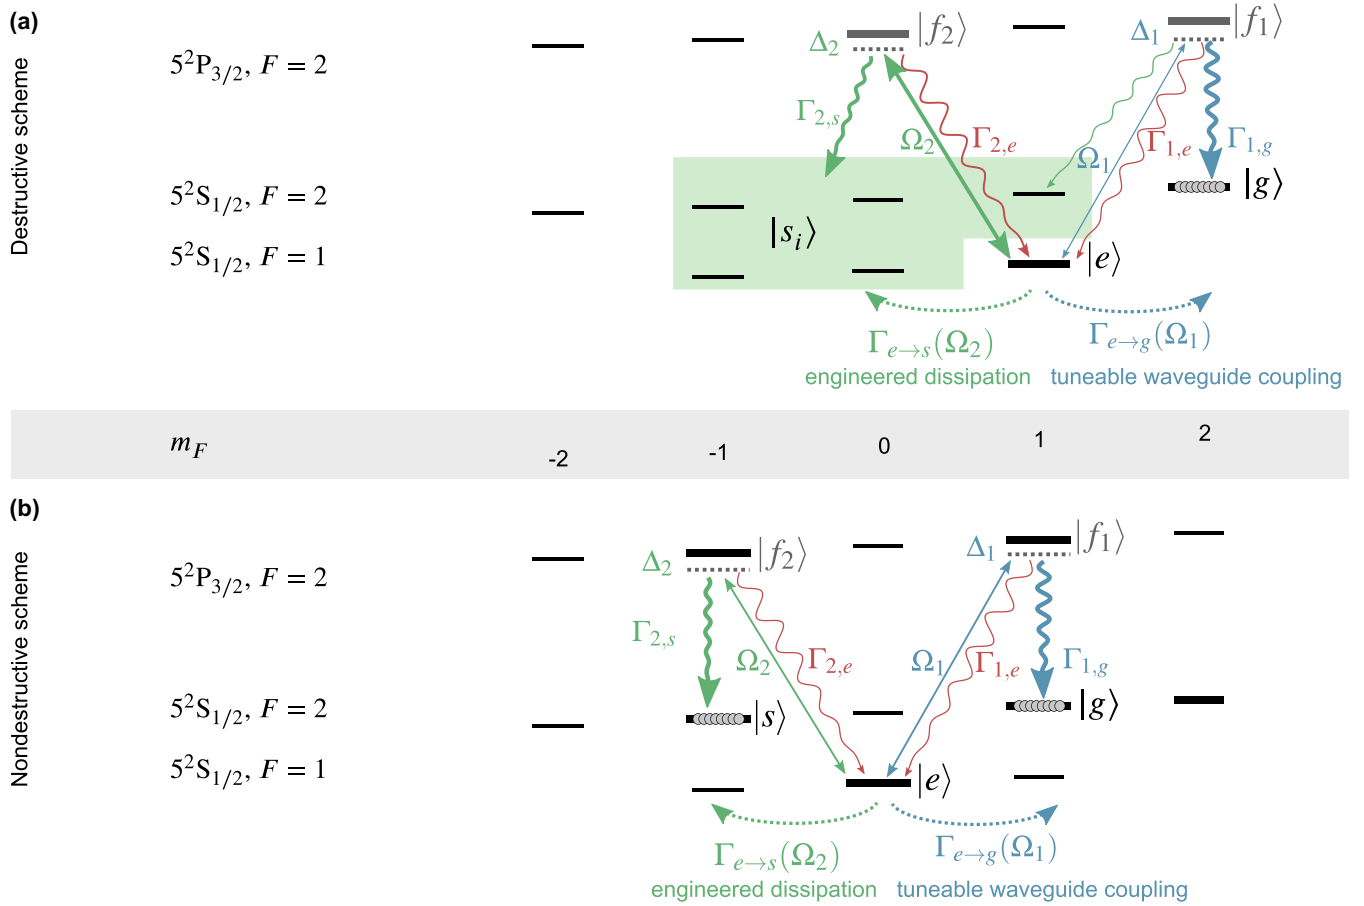 (a)
Destructive scheme
5²P₃/₂, F = 2
Δ₂
|f₂⟩
Δ₁
|f₁⟩
Γ₂,ₛ
Ω₂
Γ₂,ₑ
Ω₁
Γ₁,ₑ
Γ₁,g
5²S₁/₂, F = 2
|sᵢ⟩
|g⟩
5²S₁/₂, F = 1
|e⟩
Γₑ→ₛ(Ω₂)
Γₑ→g(Ω₁)
engineered dissipation
tuneable waveguide coupling
m_F
-2
-1
0
1
2
(b)
Nondestructive scheme
5²P₃/₂, F = 2
Δ₂
|f₂⟩
Δ₁
|f₁⟩
Γ₂,ₛ
Ω₂
Γ₂,ₑ
Ω₁
Γ₁,ₑ
Γ₁,g
5²S₁/₂, F = 2
|s⟩
|g⟩
5²S₁/₂, F = 1
|e⟩
Γₑ→ₛ(Ω₂)
Γₑ→g(Ω₁)
engineered dissipation
tuneable waveguide coupling